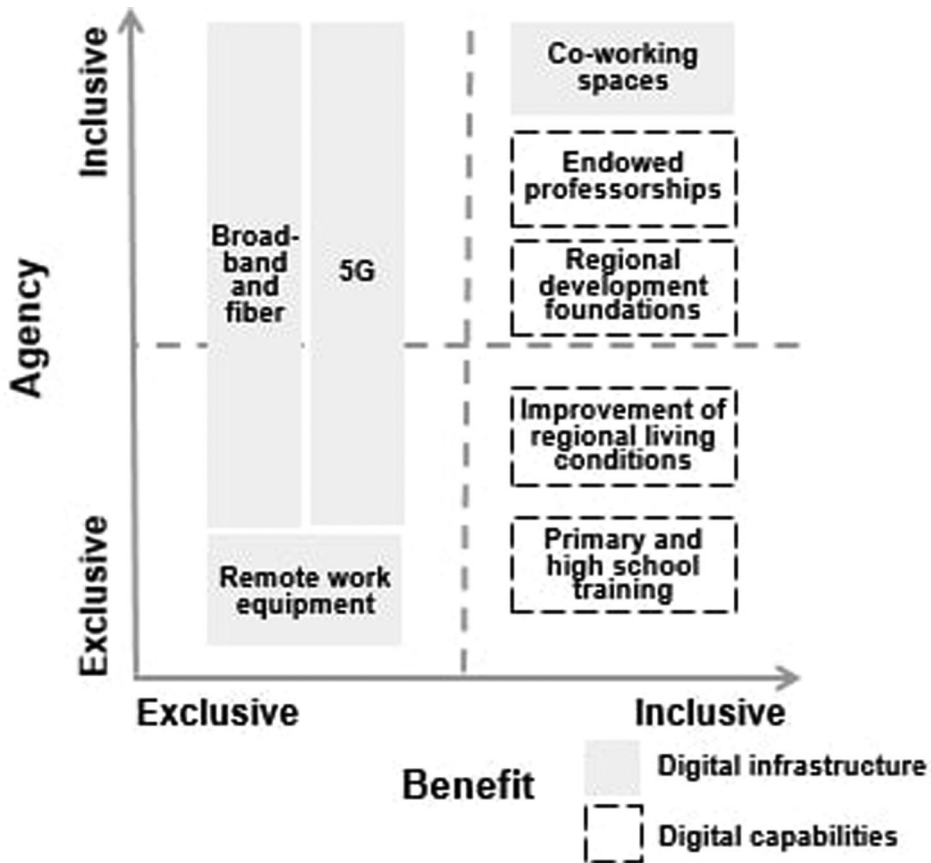 Inclusive
Agency
Exclusive
Broad-
band
and
fiber
5G
Remote work
equipment
Co-working
spaces
Endowed
professorships
Regional
development
foundations
Improvement of
regional living
conditions
Primary and
high school
training
Exclusive
Inclusive
Benefit
Digital infrastructure
Digital capabilities